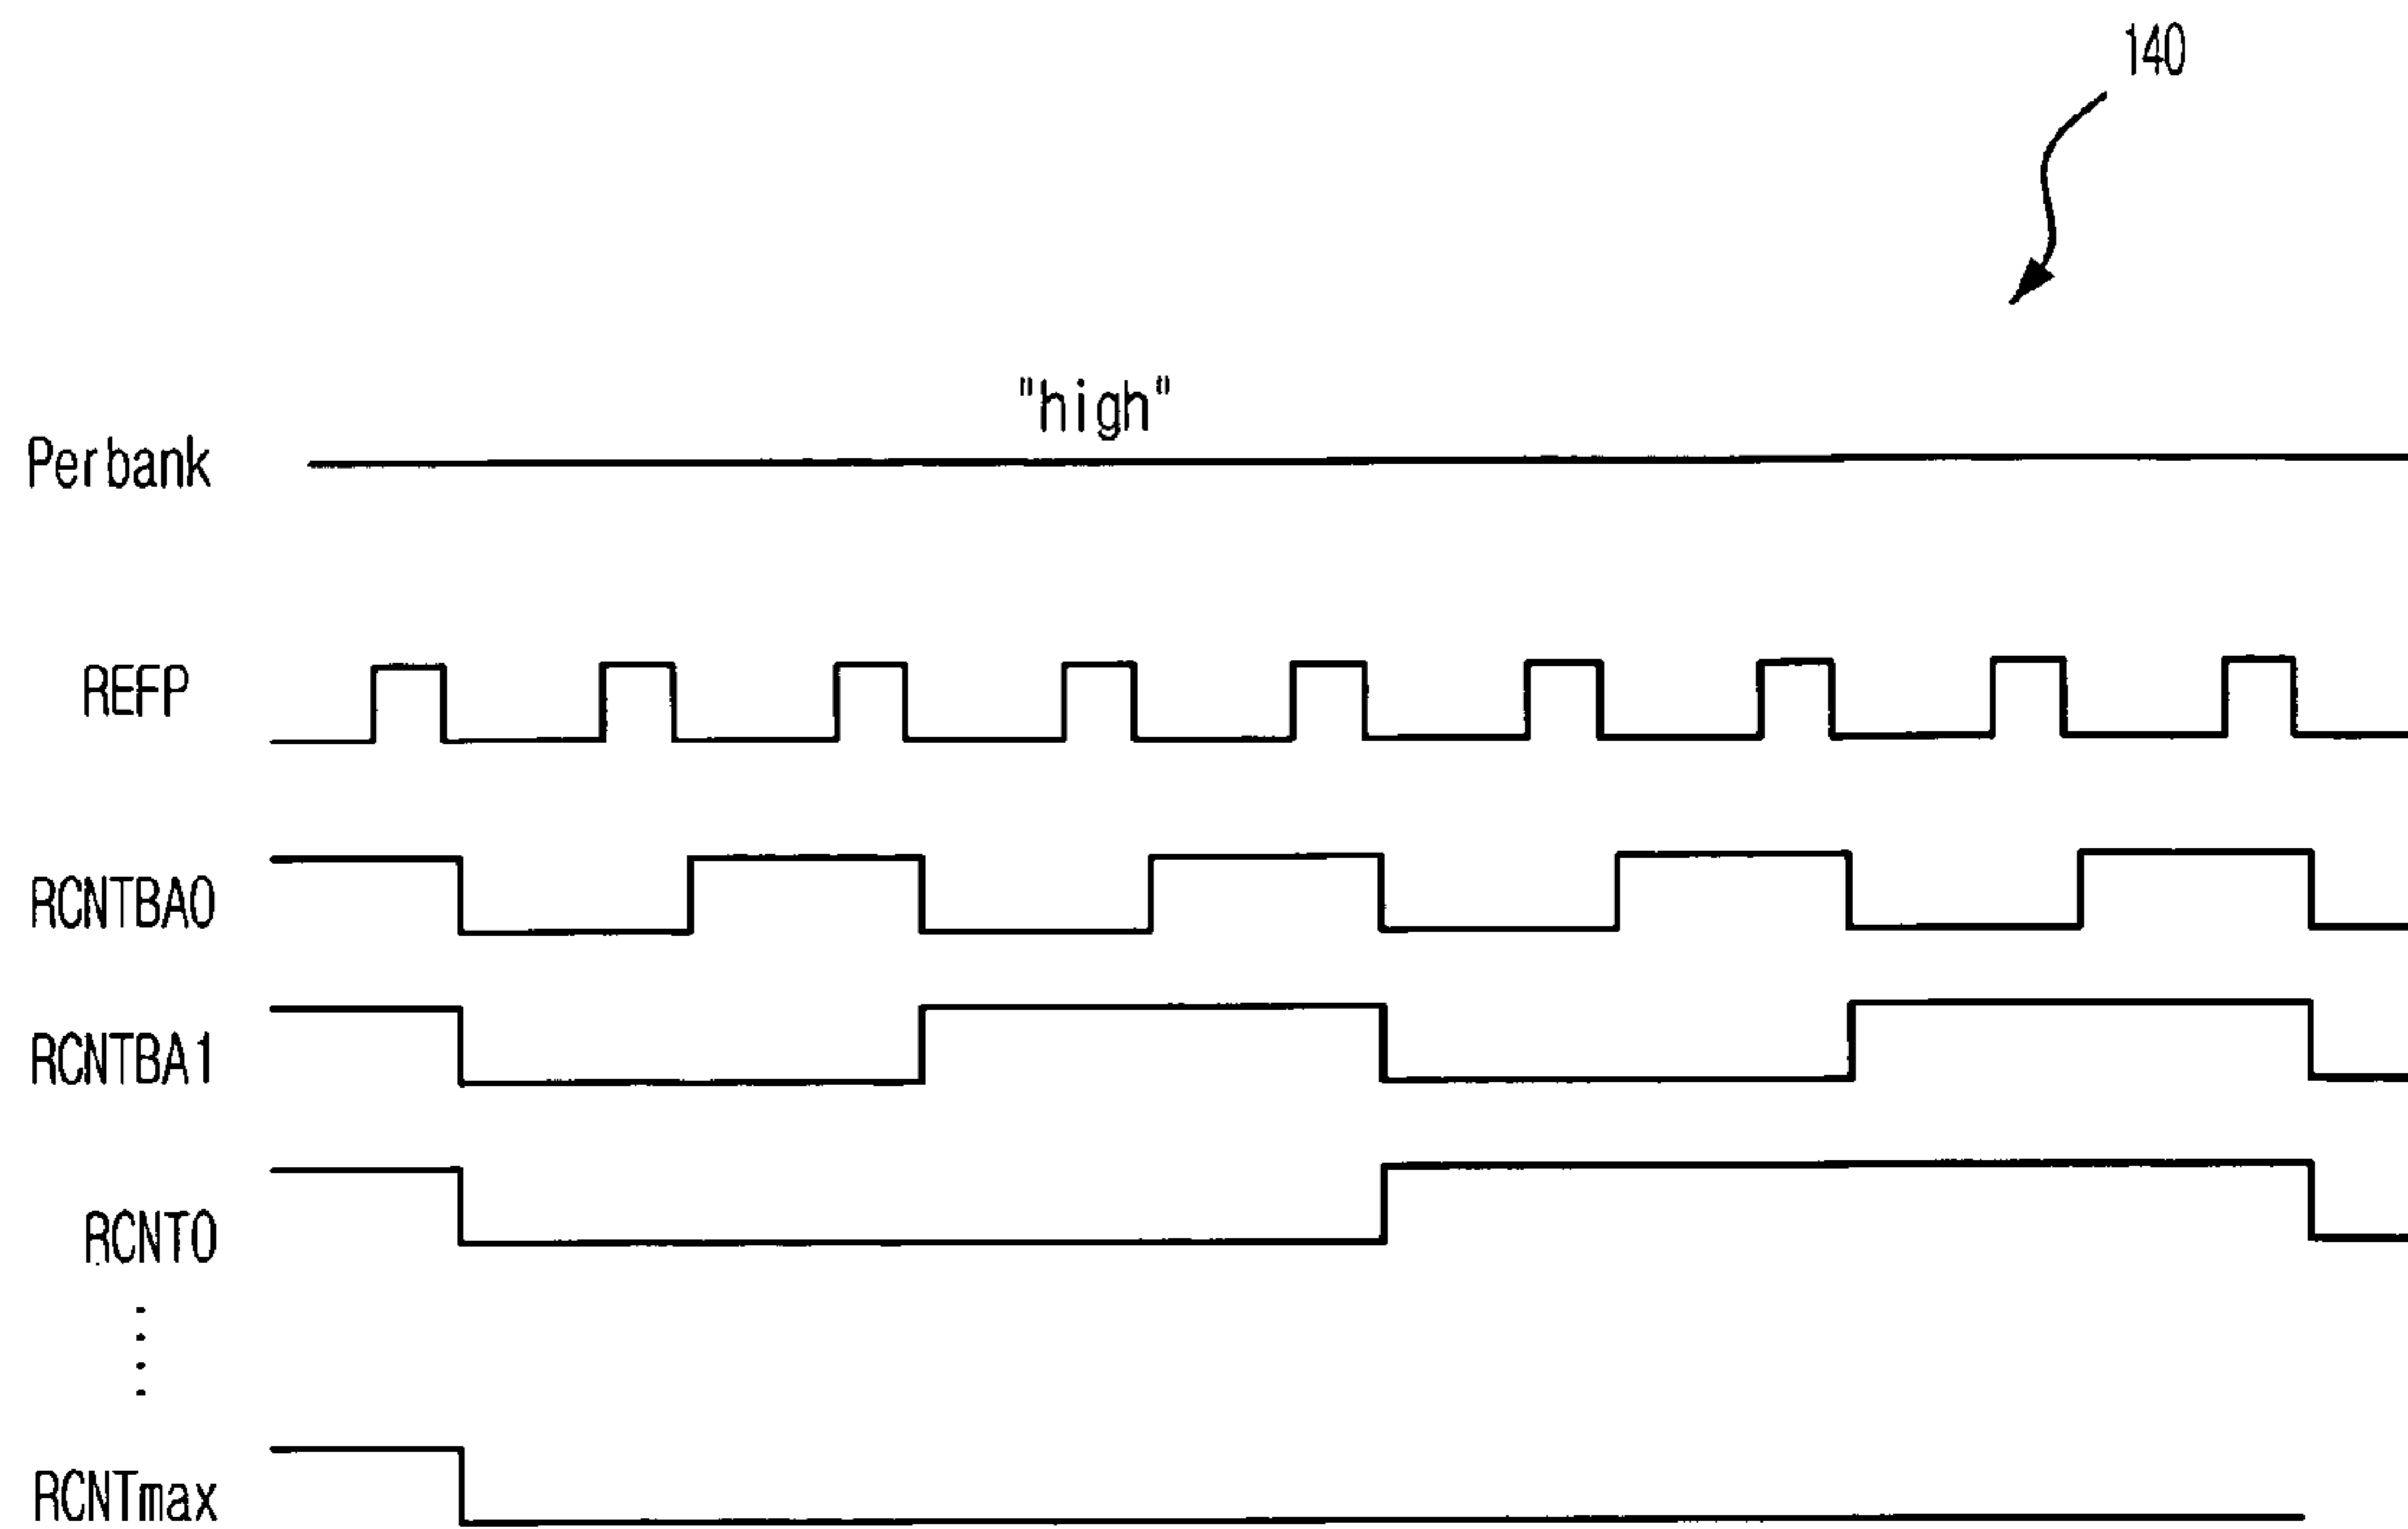 140
"high"
Perbank
REFP
RCNTBA0
RCNTBA1
RCNT0
RCNTmax